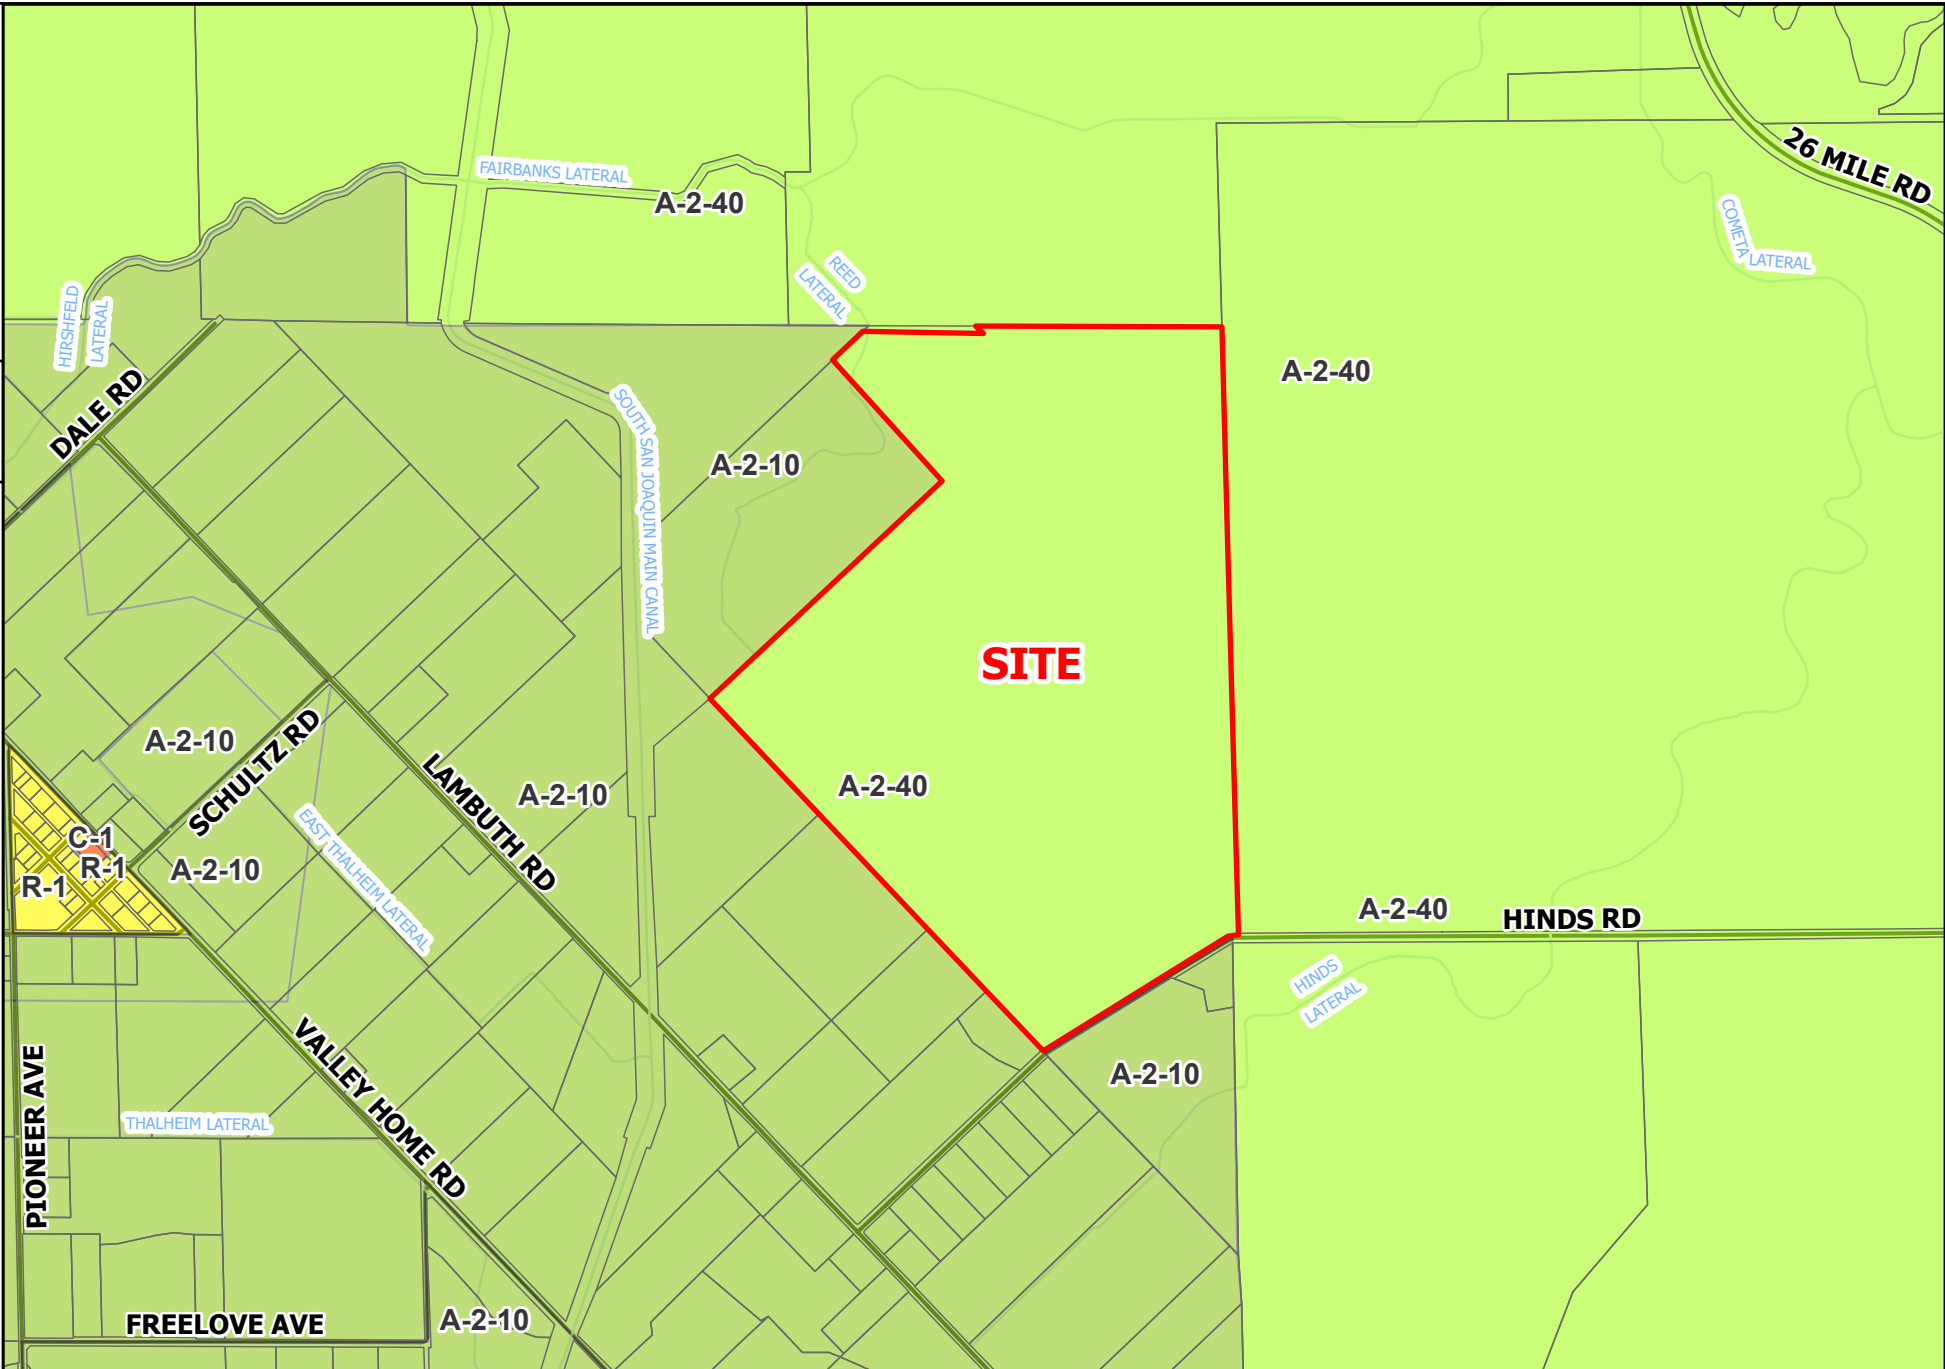 26 MILE RD
FAIRBANKS LATERAL
A-2-40
COMETA
LATERAL
REED
LATERAL
HIRSHFELD
LATERAL
A-2-40
DALE RD
SOUTH SAN JOAQUIN MAIN CANAL
A-2-10
SITE
A-2-10
SCHULTZ RD
LAMBUTH RD
A-2-10
A-2-40
C-1
R-1
R-1
A-2-10
EAST THALHEIM LATERAL
A-2-40
HINDS RD
HINDS
LATERAL
VALLEY HOME RD
PIONEER AVE
A-2-10
THALHEIM LATERAL
FREELOVE AVE
A-2-10